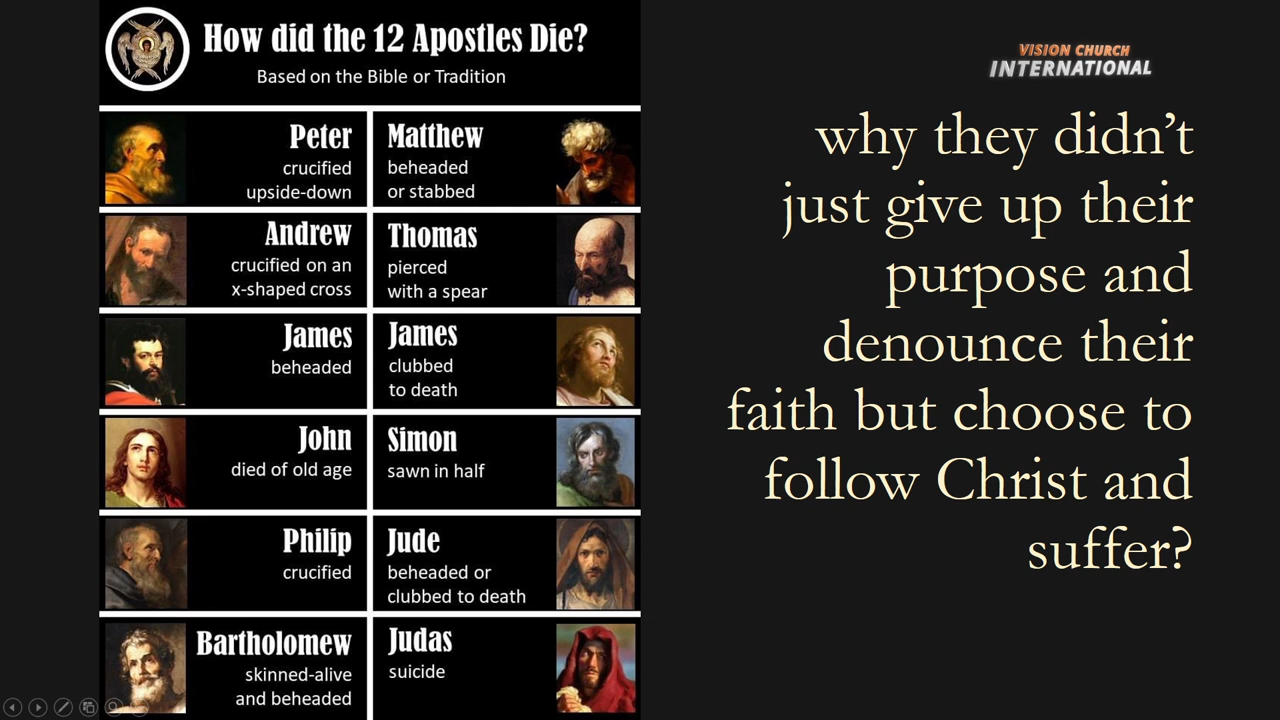 How did the 12 Apostles Die?
Based on the Bible or Tradition
Peter
crucified
upside-down
Matthew
beheaded
or stabbed
Andrew
crucified on an
x-shaped cross
Thomas
pierced
with a spear
James
beheaded
James
clubbed
to death
John
died of old age
Simon
sawn in half
Philip
crucified
Jude
beheaded or
clubbed to death
Bartholomew
skinned-alive
and beheaded
Judas
suicide
VISION CHURCH
INTERNATIONAL
why they didn’t
just give up their
purpose and
denounce their
faith but choose to
follow Christ and
suffer?